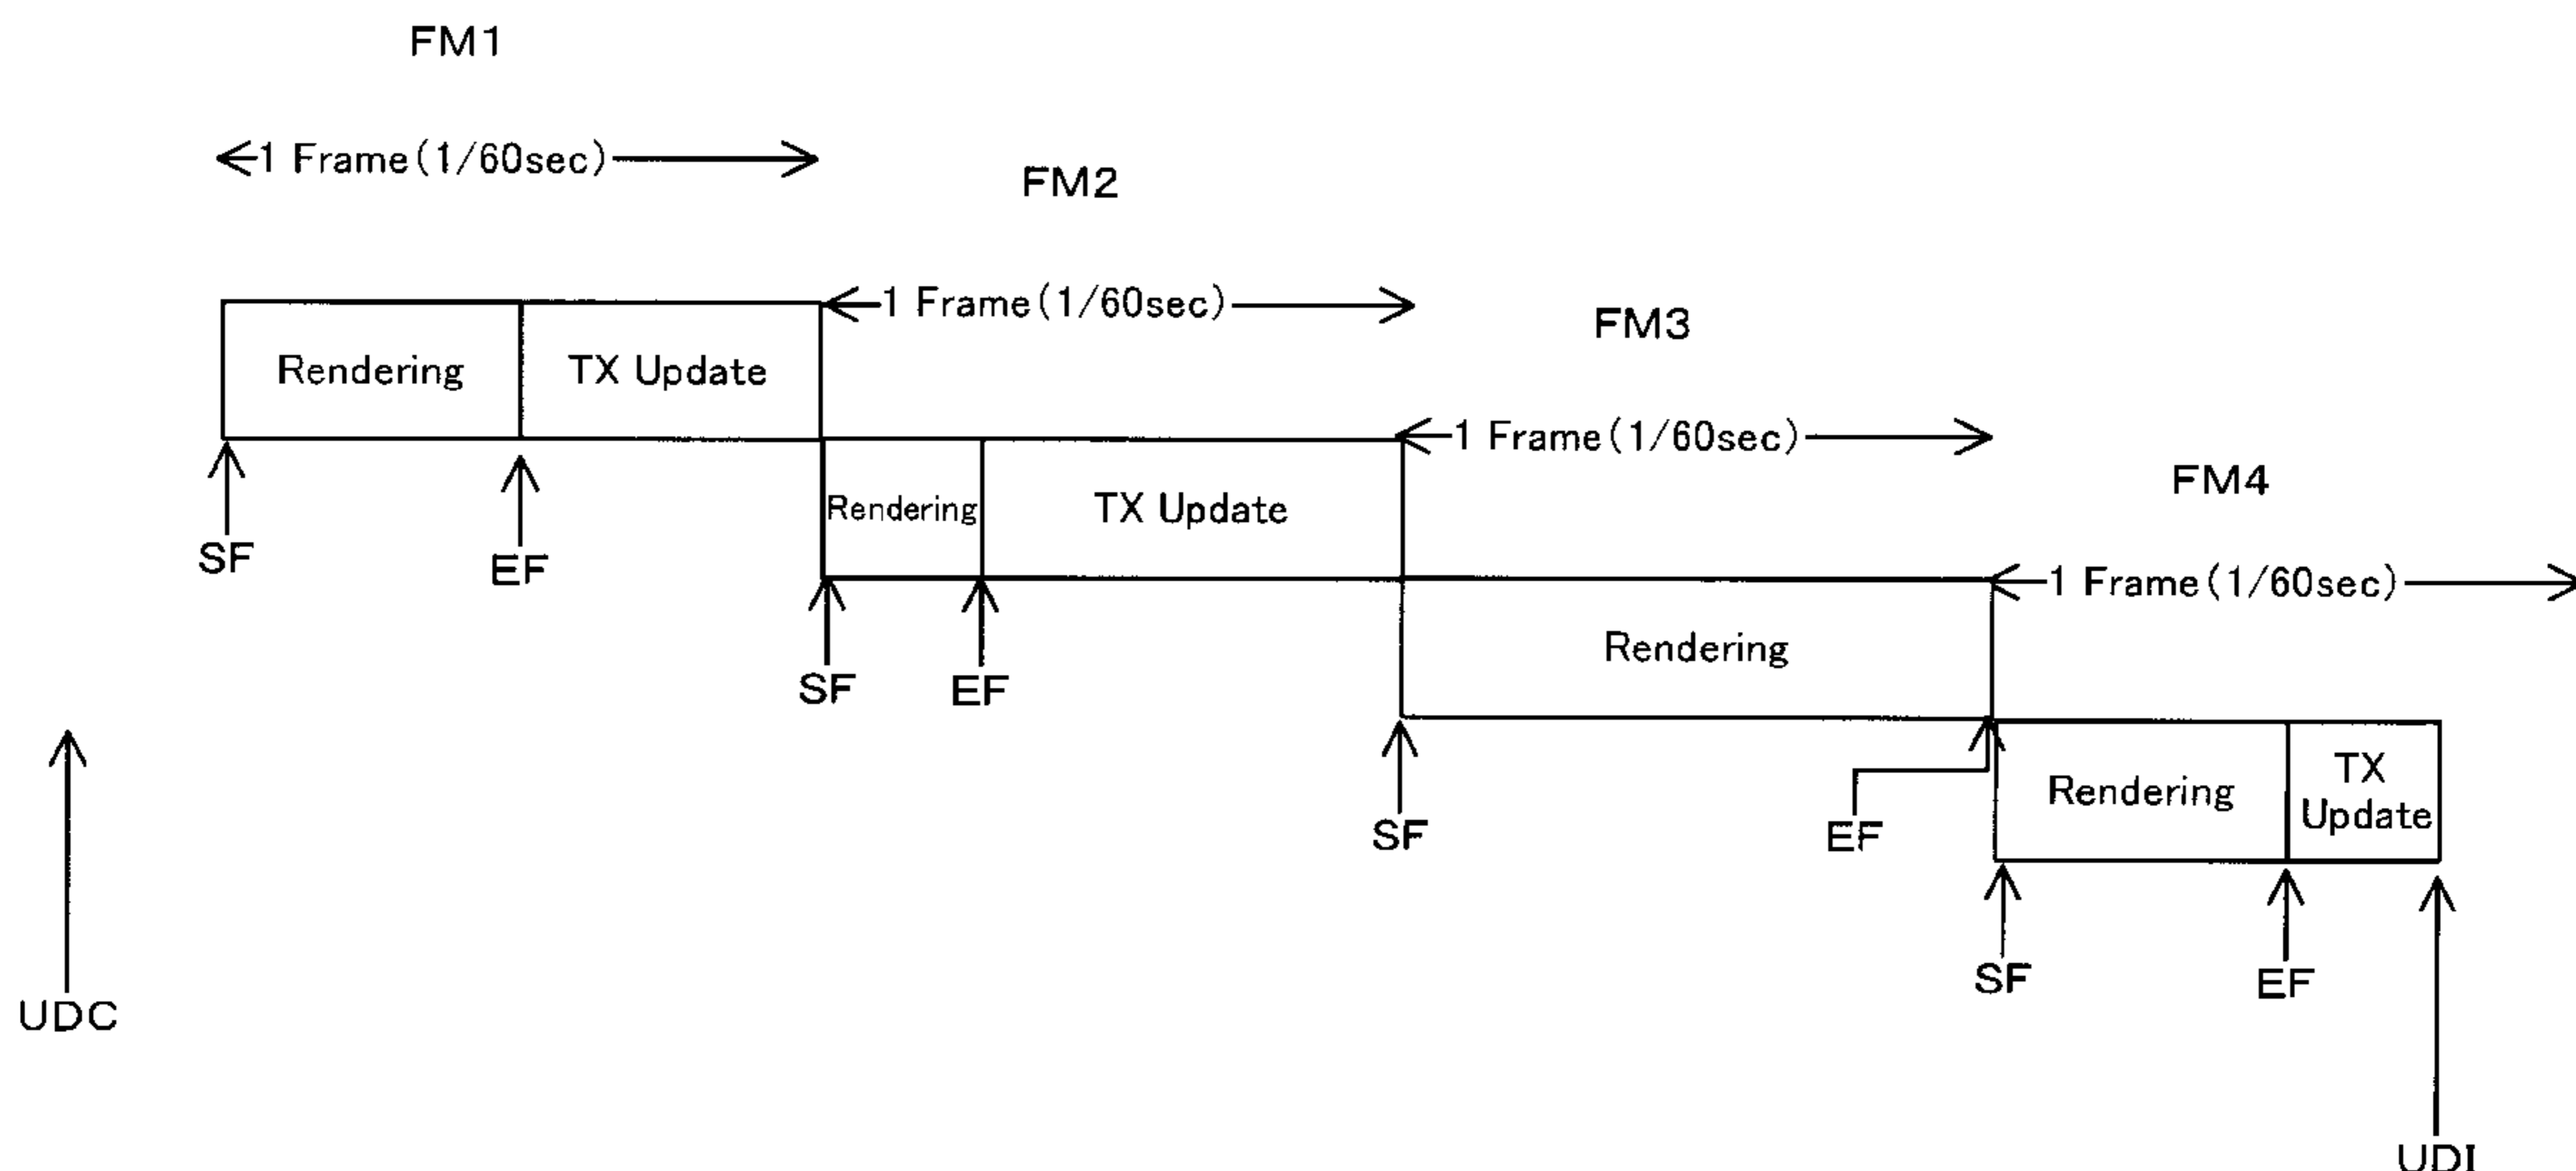 FM1
1 Frame(1/60sec)
FM2
1 Frame(1/60sec)
FM3
Rendering
TX Update
1 Frame(1/60sec)
FM4
Rendering
TX Update
SF
EF
1 Frame(1/60sec)
Rendering
SF
EF
TX
Update
Rendering
SF
EF
SF
EF
UDC
UDI